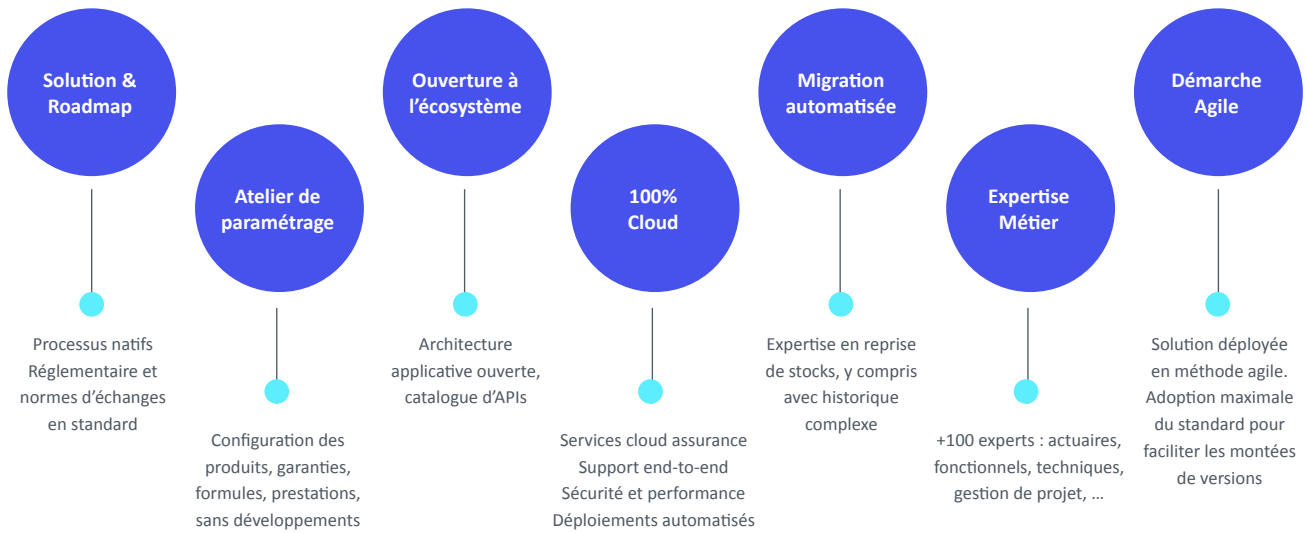 Solution &
Roadmap
Processus natifs
Réglementaire et
normes d'échanges
en standard
Atelier de
paramétrage
Configuration des
produits, garanties,
formules, prestations,
sans développements
Ouverture à
l'écosystème
Architecture
applicative ouverte,
catalogue d'APIs
100%
Cloud
Services cloud assurance
Support end-to-end
Sécurité et performance
Déploiements automatisés
Migration
automatisée
Expertise en reprise
de stocks, y compris
avec historique
complexe
Expertise
Métier
+100 experts : actuaires,
fonctionnels, techniques,
gestion de projet, ...
Démarche
Agile
Solution déployée
en méthode agile.
Adoption maximale
du standard pour
faciliter les montées
de versions